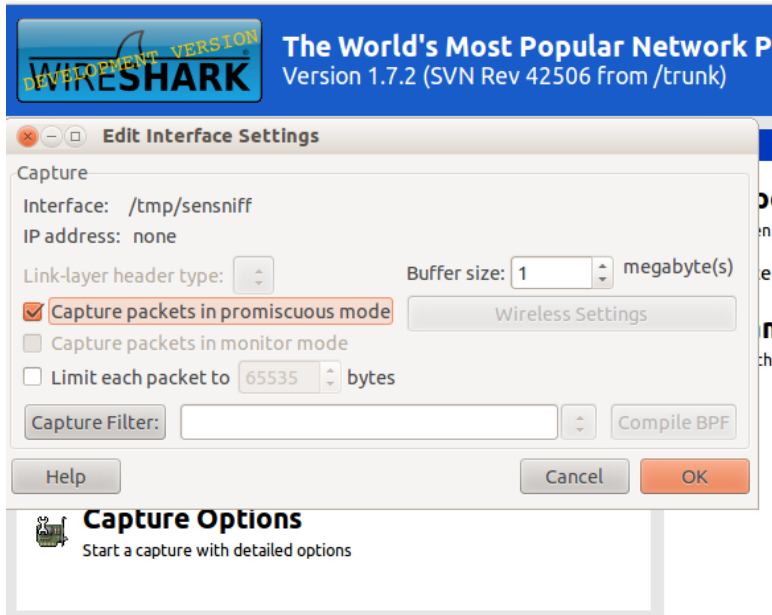 DEVELOPMENT VERSION
WIRESHARK
The World's Most Popular Network P
Version 1.7.2 (SVN Rev 42506 from /trunk)
Edit Interface Settings
Capture
Interface: /tmp/sensniff
IP address: none
Link-layer header type:
Buffer size: 1 megabyte(s)
Capture packets in promiscuous mode
Wireless Settings
Capture packets in monitor mode
Limit each packet to 65535 bytes
Capture Filter:
Compile BPF
Help
Cancel
OK
Capture Options
Start a capture with detailed options